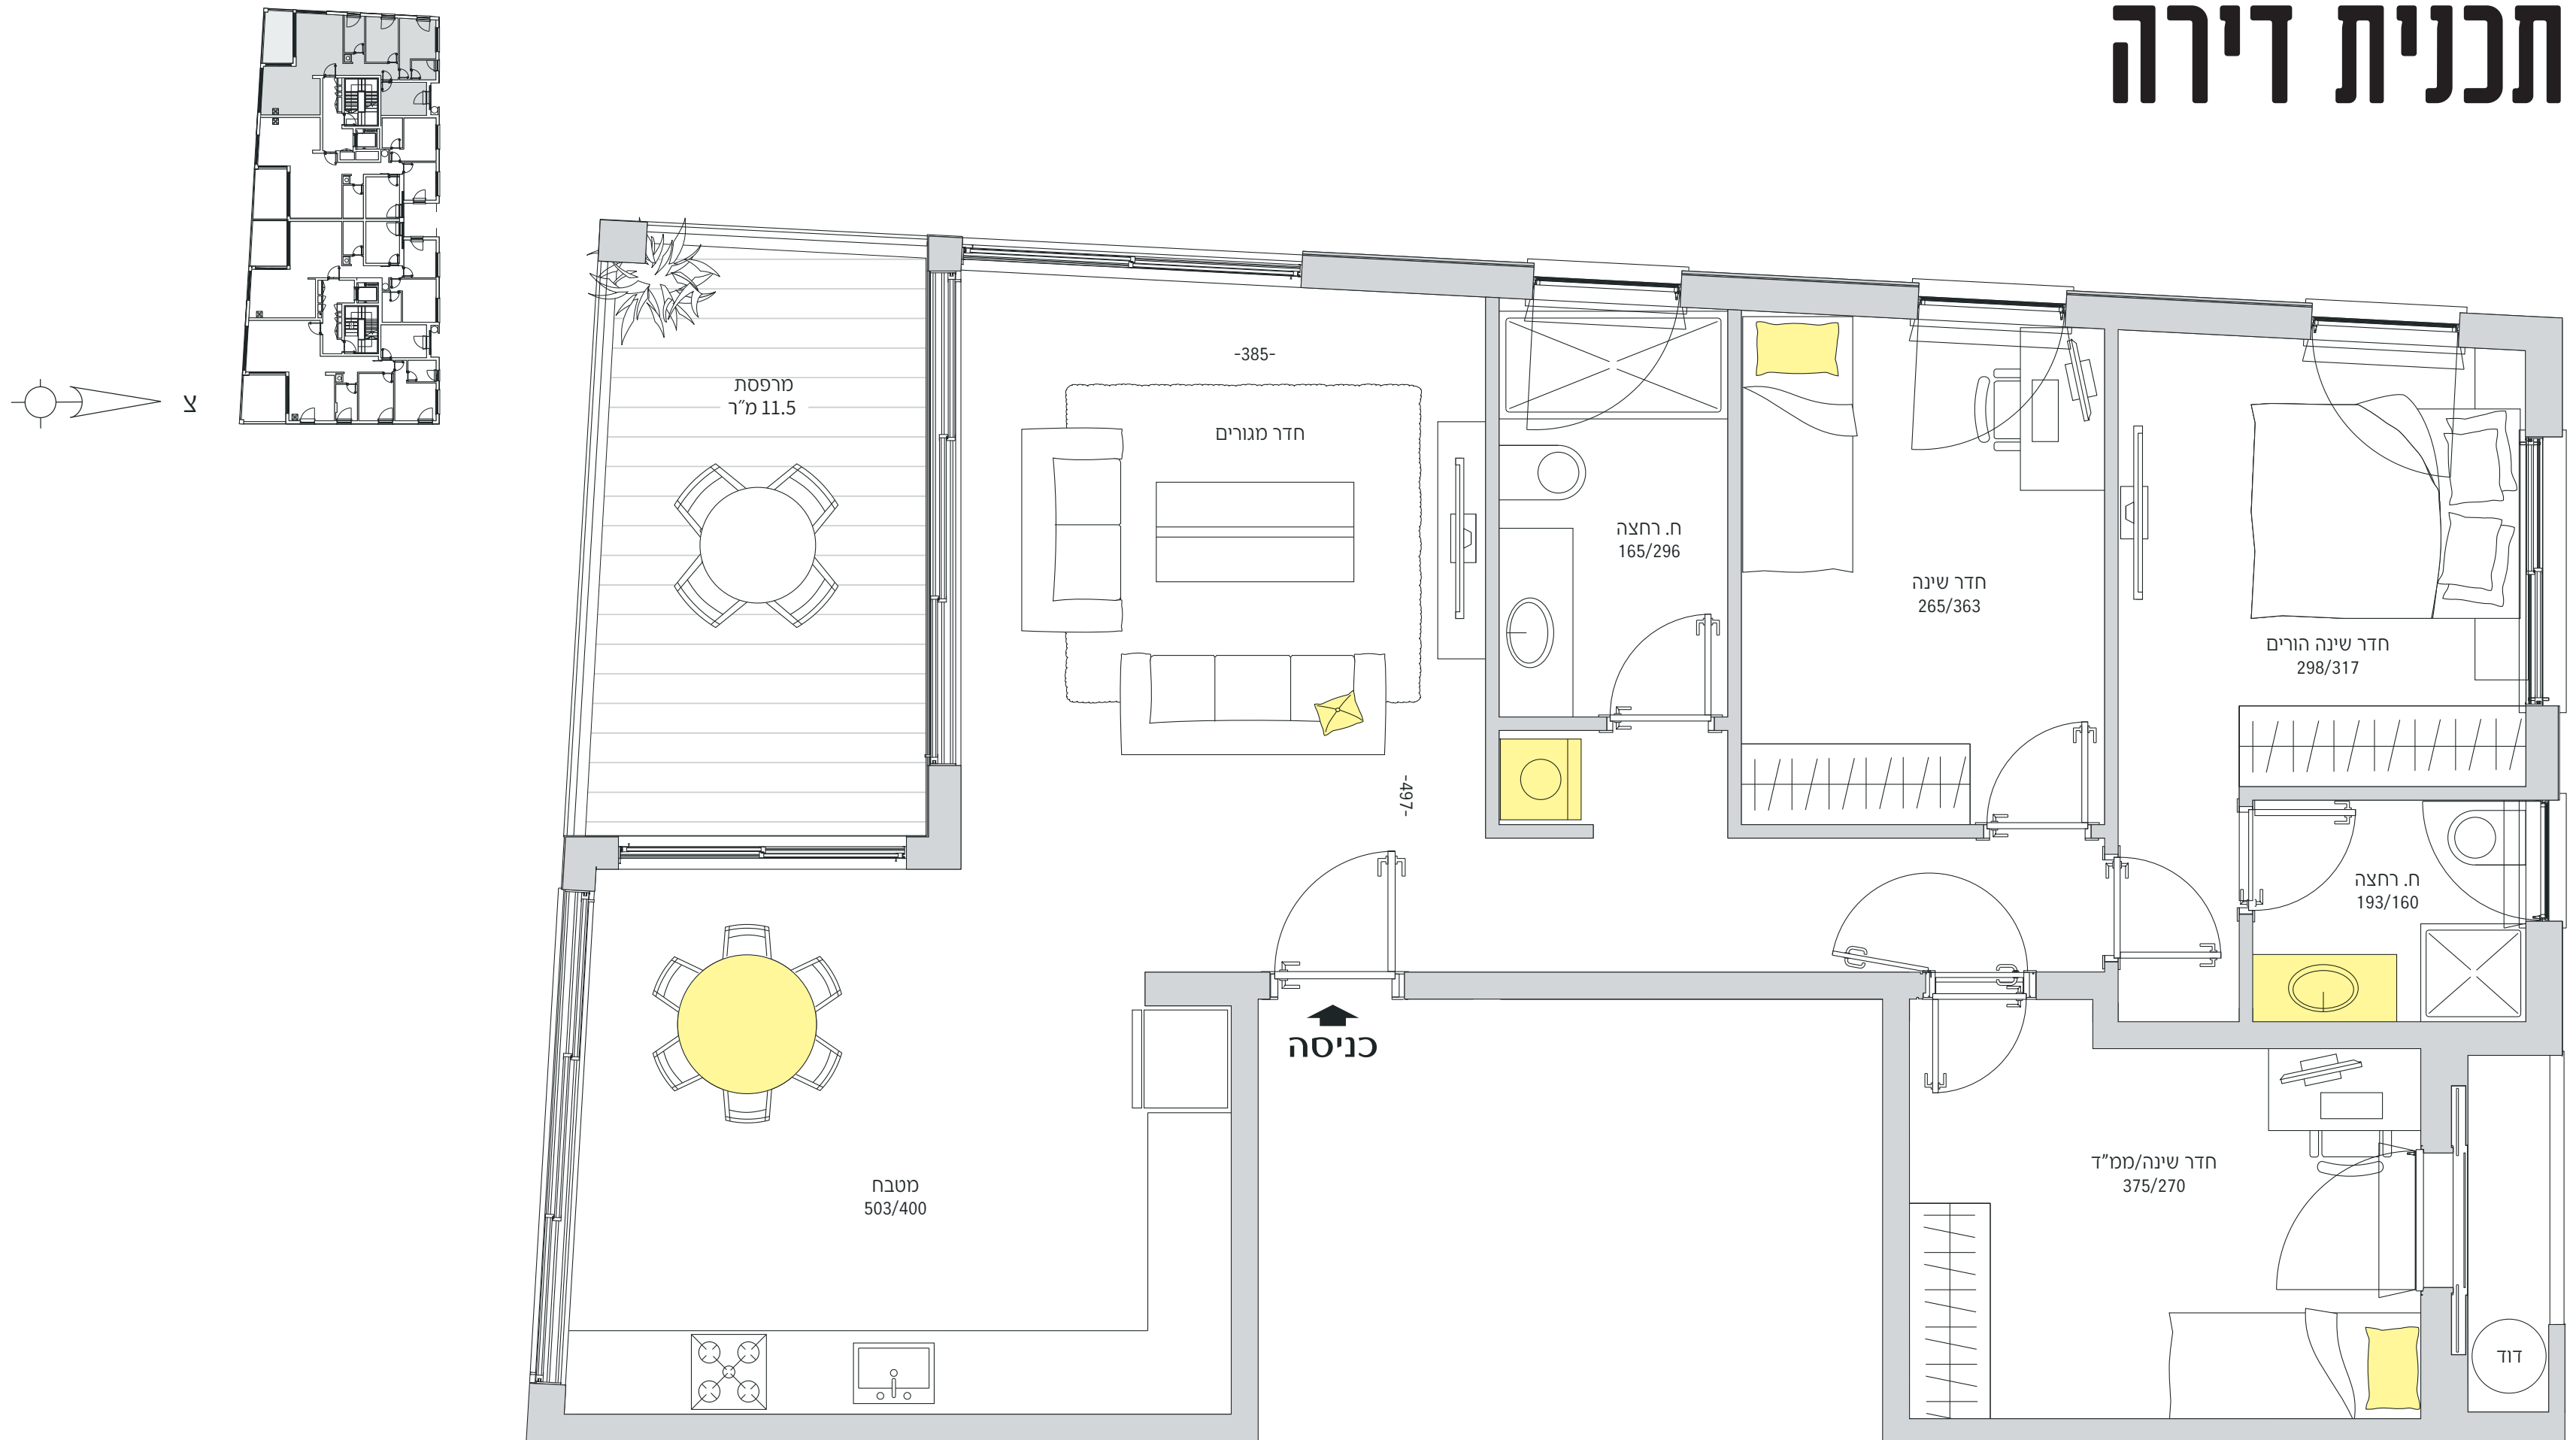 תכנית דירה
צ
מרפסת
11.5 מ״ר
-385-
חדר מגורים
ח. רחצה
165/296
חדר שינה
265/363
חדר שינה הורים
298/317
-497-
ח. רחצה
193/160
כניסה
מטבח
503/400
חדר שינה/ממ״ד
375/270
דוד